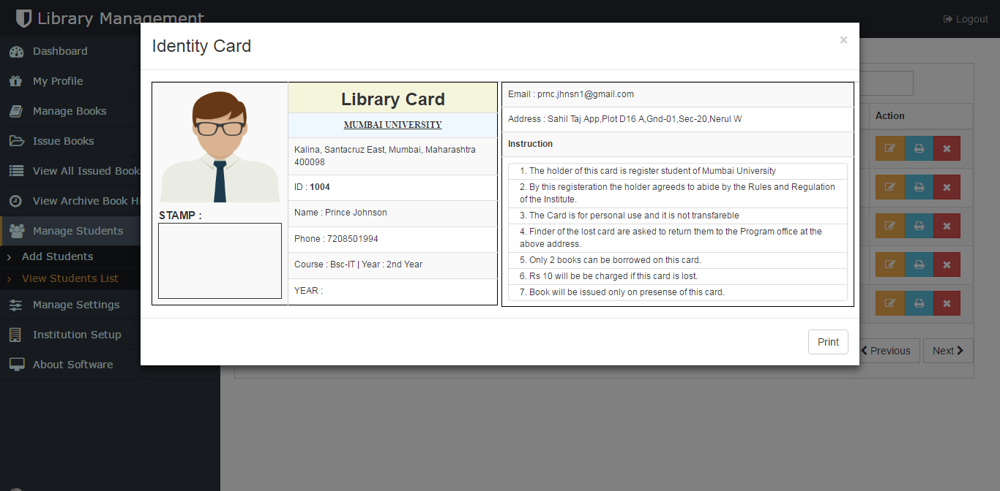 Library Management
Logout
Dashboard
My Profile
Manage Books
Issue Books
View All Issued Book
View Archive Book Hi
Manage Students
Add Students
View Students List
Manage Settings
Institution Setup
About Software
Identity Card
×
STAMP :
Library Card
MUMBAI UNIVERSITY
Kalina, Santacruz East, Mumbai, Maharashtra
400098
ID : 1004
Name : Prince Johnson
Phone : 7208501994
Course : Bsc-IT | Year : 2nd Year
YEAR :
Email : prnc.jhnsn1@gmail.com
Address : Sahil Taj App,Plot D16 A,Gnd-01,Sec-20,Nerul W
Instruction
1. The holder of this card is register student of Mumbai University
2. By this registeration the holder agreeds to abide by the Rules and Regulation
of the Institute.
3. The Card is for personal use and it is not transfareble
4. Finder of the lost card are asked to return them to the Program office at the
above address.
5. Only 2 books can be borrowed on this card.
6. Rs 10 will be be charged if this card is lost.
7. Book will be issued only on presense of this card.
Print
Action
Previous
Next